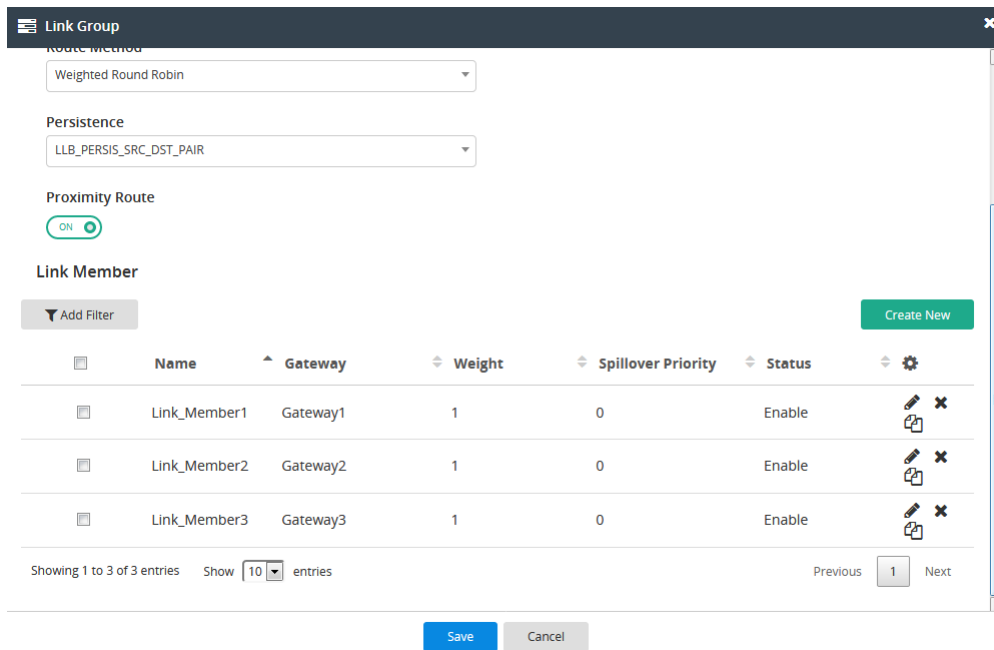 Link Group
Route Method
Weighted Round Robin
Persistence
LLB_PERSIS_SRC_DST_PAIR
Proximity Route
ON
Link Member
Add Filter
Create New
Name Gateway Weight Spillover Priority Status
Link_Member1 Gateway1 1 0 Enable
Link_Member2 Gateway2 1 0 Enable
Link_Member3 Gateway3 1 0 Enable
Showing 1 to 3 of 3 entries Show 10 entries Previous 1 Next
Save Cancel